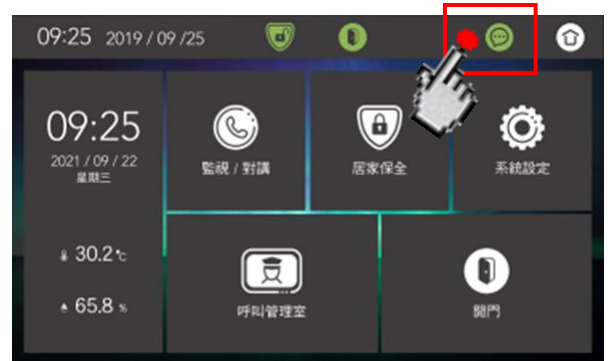 09:25 2019 / 09 /25
09:25
2021 / 09 / 22
星期三
30.2 ℃
65.8 %
監視 / 對講
居家保全
系統設定
呼叫管理室
開門